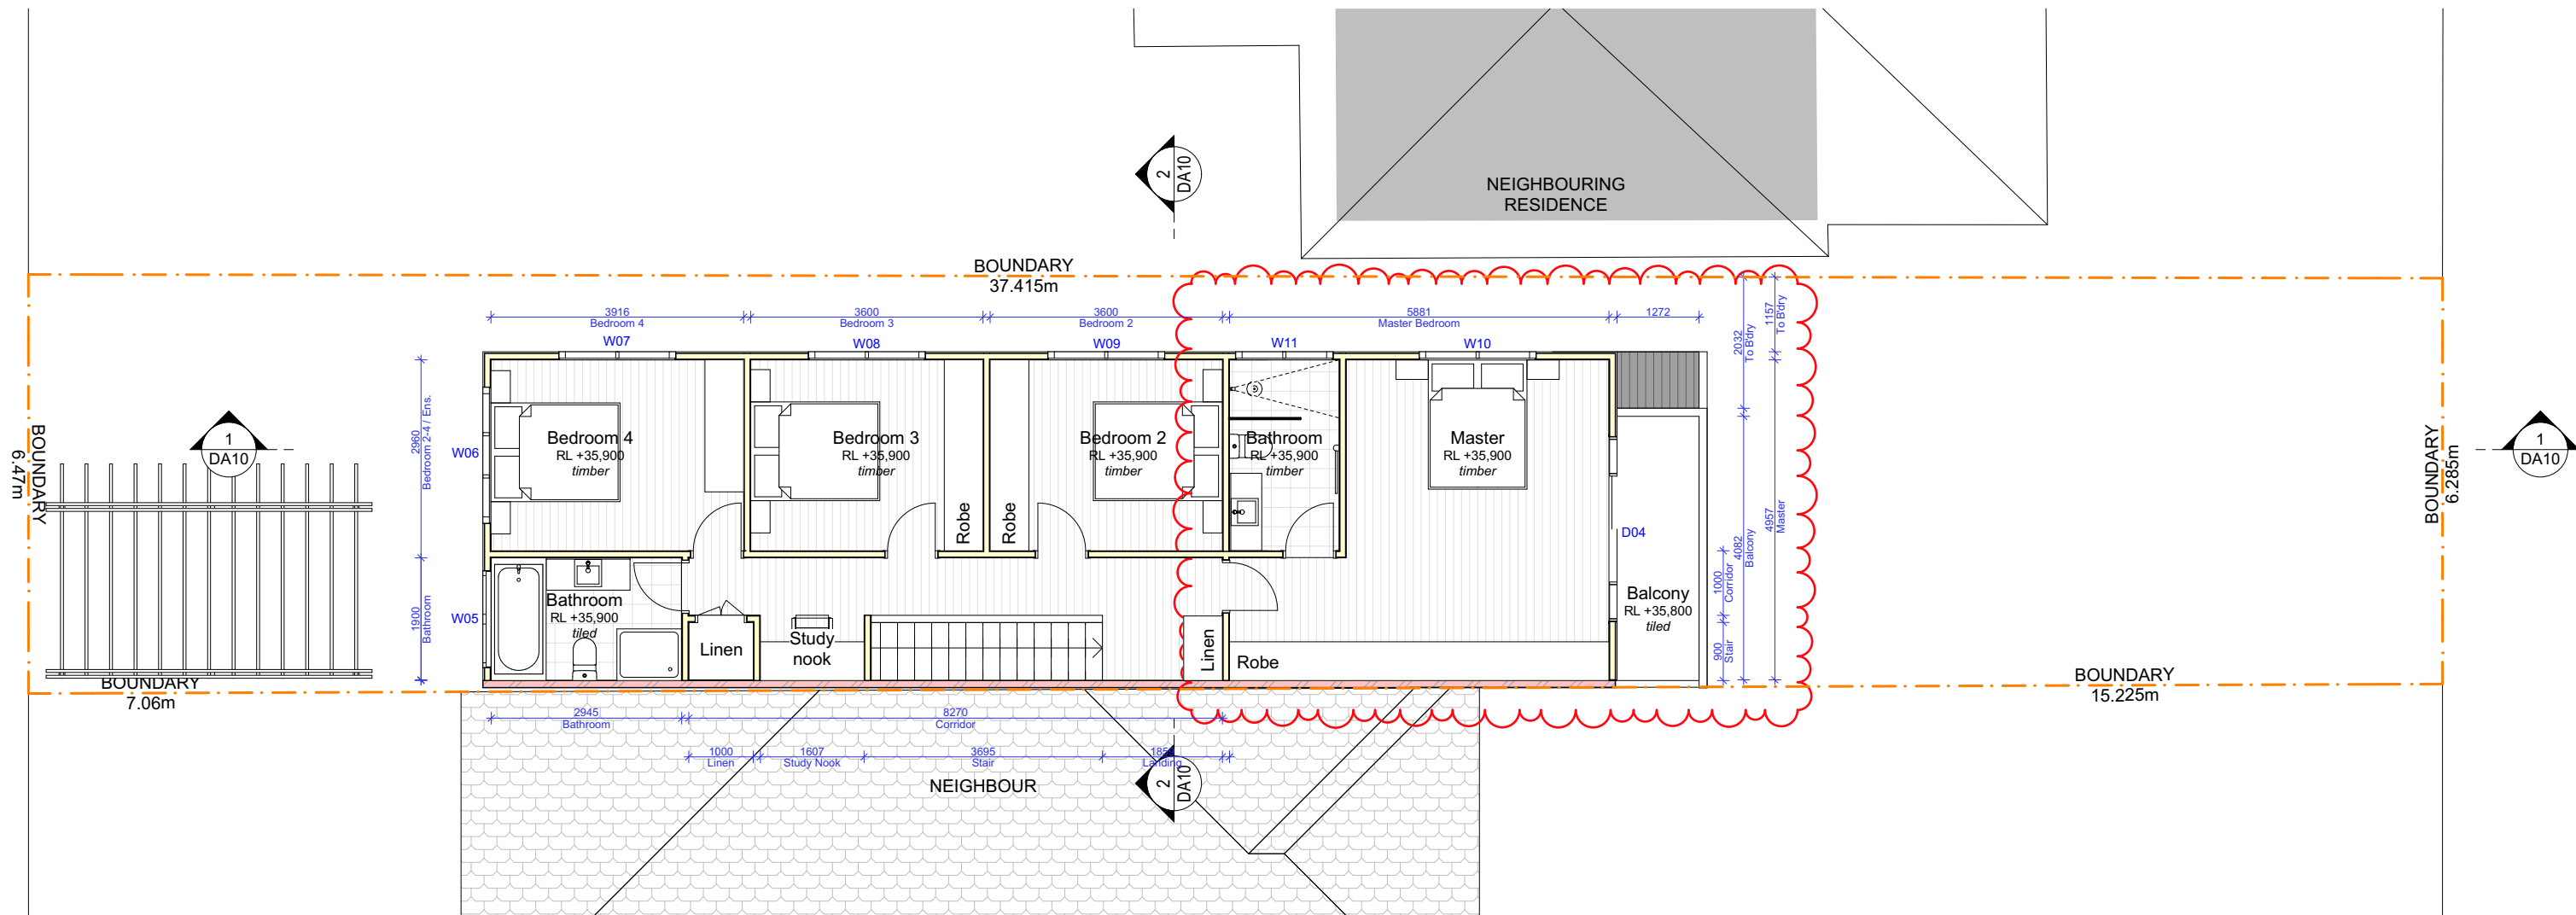 NEIGHBOURING
RESIDENCE
2
DA10
BOUNDARY
37.415m
3916
Bedroom 4
3600
Bedroom 3
3600
Bedroom 2
5881
Master Bedroom
1272
2032
To B'dry
1157
To B'dry
W07
W08
W09
W11
W10
BOUNDARY
6.47m
1
DA10
2960
Bedroom 2-4 / Ens.
W06
Bedroom 4
RL +35,900
timber
Bedroom 3
RL +35,900
timber
Robe
Robe
Bedroom 2
RL +35,900
timber
Bathroom
RL +35,900
timber
Master
RL +35,900
timber
D04
4957
Master
4082
Balcony
1000
Corridor
900
Stair
BOUNDARY
6.285m
1
DA10
1900
Bathroom
W05
Bathroom
RL +35,900
tiled
Linen
Study
nook
Linen
Robe
Balcony
RL +35,800
tiled
BOUNDARY
7.06m
BOUNDARY
15.225m
2945
Bathroom
8270
Corridor
1000
Linen
1607
Study Nook
3695
Stair
Landing
NEIGHBOUR
2
DA10